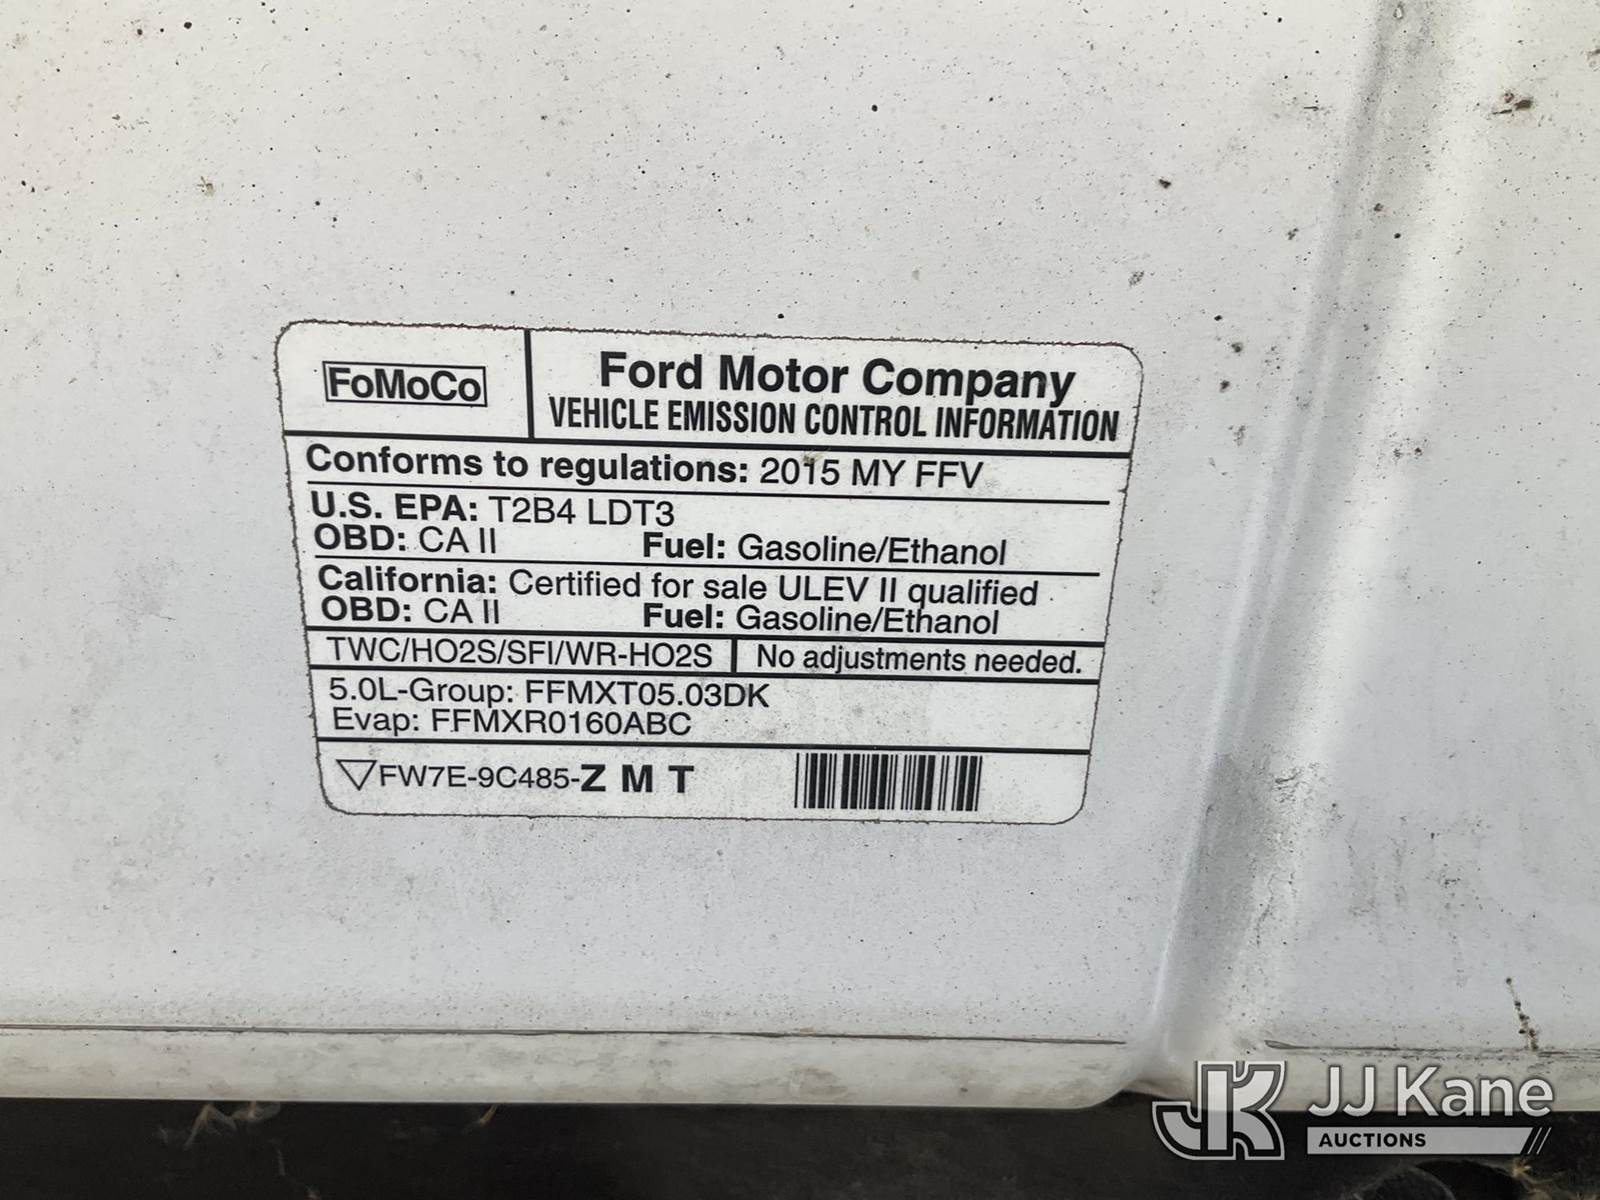 FoMoCo
Ford Motor Company
VEHICLE EMISSION CONTROL INFORMATION
Conforms to regulations: 2015 MY FFV
U.S. EPA: T2B4 LDT3
OBD: CA II Fuel: Gasoline/Ethanol
California: Certified for sale ULEV II qualified
OBD: CA II Fuel: Gasoline/Ethanol
TWC/HO2S/SFI/WR-HO2S No adjustments needed.
5.0L-Group: FFMXT05.03DK
Evap: FFMXR0160ABC
FW7E-9C485-Z M T
JK JJ Kane
AUCTIONS